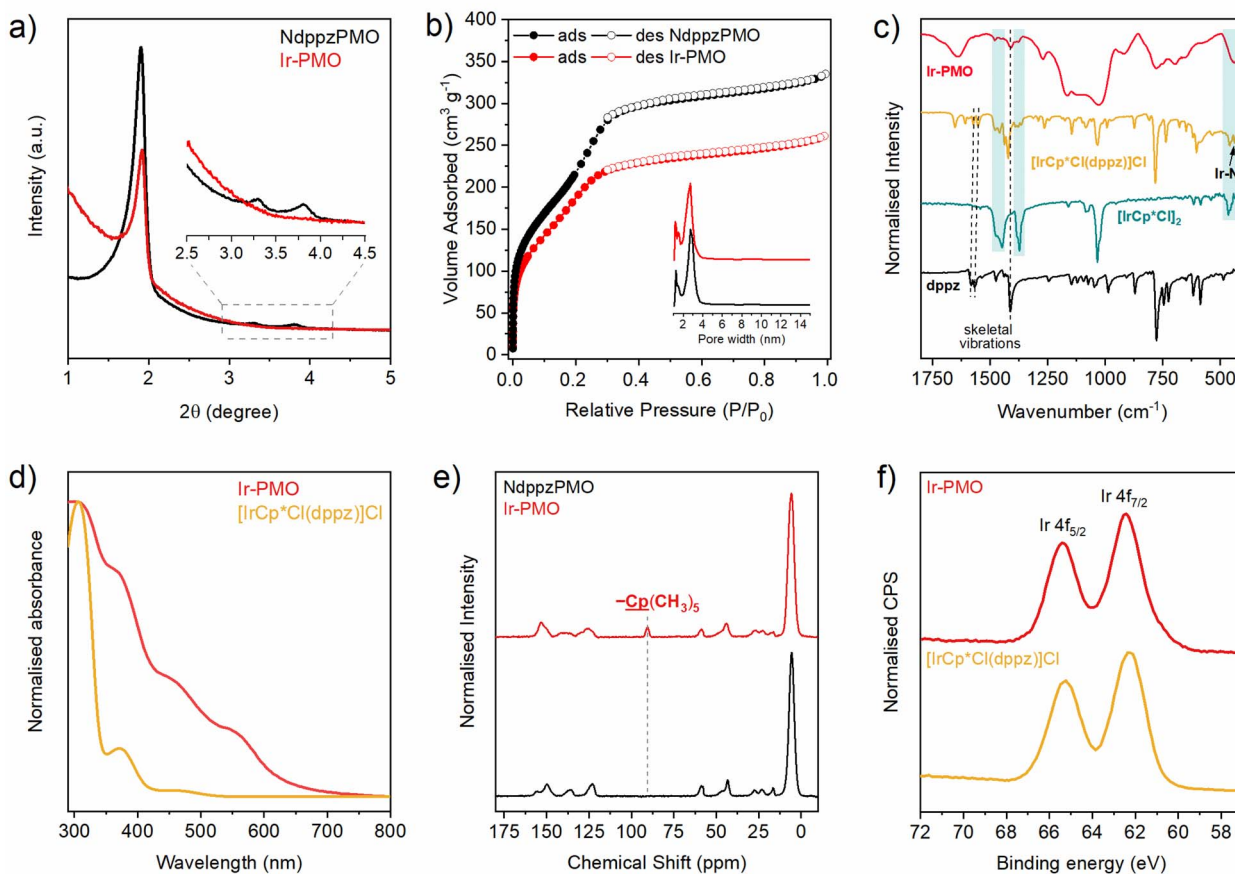 a)
NdppzPMO
Ir-PMO
Intensity (a.u.)
2.5 3.0 3.5 4.0 4.5
1 2 3 4 5
2θ (degree)
b)
ads des NdppzPMO
ads des Ir-PMO
Volume Adsorbed (cm³ g⁻¹)
400
350
300
250
200
150
100
50
0
2 4 6 8 10 12 14
Pore width (nm)
0.0 0.2 0.4 0.6 0.8 1.0
Relative Pressure (P/P₀)
c)
Normalised Intensity
Ir-PMO
[IrCp*Cl(dppz)]Cl
Ir-N
[IrCp*Cl]₂
dppz
skeletal
vibrations
1750 1500 1250 1000 750 500
Wavenumber (cm⁻¹)
d)
Ir-PMO
[IrCp*Cl(dppz)]Cl
Normalised absorbance
300 400 500 600 700 800
Wavelength (nm)
e)
NdppzPMO
Ir-PMO
Normalised Intensity
–Cp(CH₃)₅
175 150 125 100 75 50 25 0
Chemical Shift (ppm)
f)
Ir-PMO
Ir 4f₇/₂
Ir 4f₅/₂
Normalised CPS
[IrCp*Cl(dppz)]Cl
72 70 68 66 64 62 60 58
Binding energy (eV)